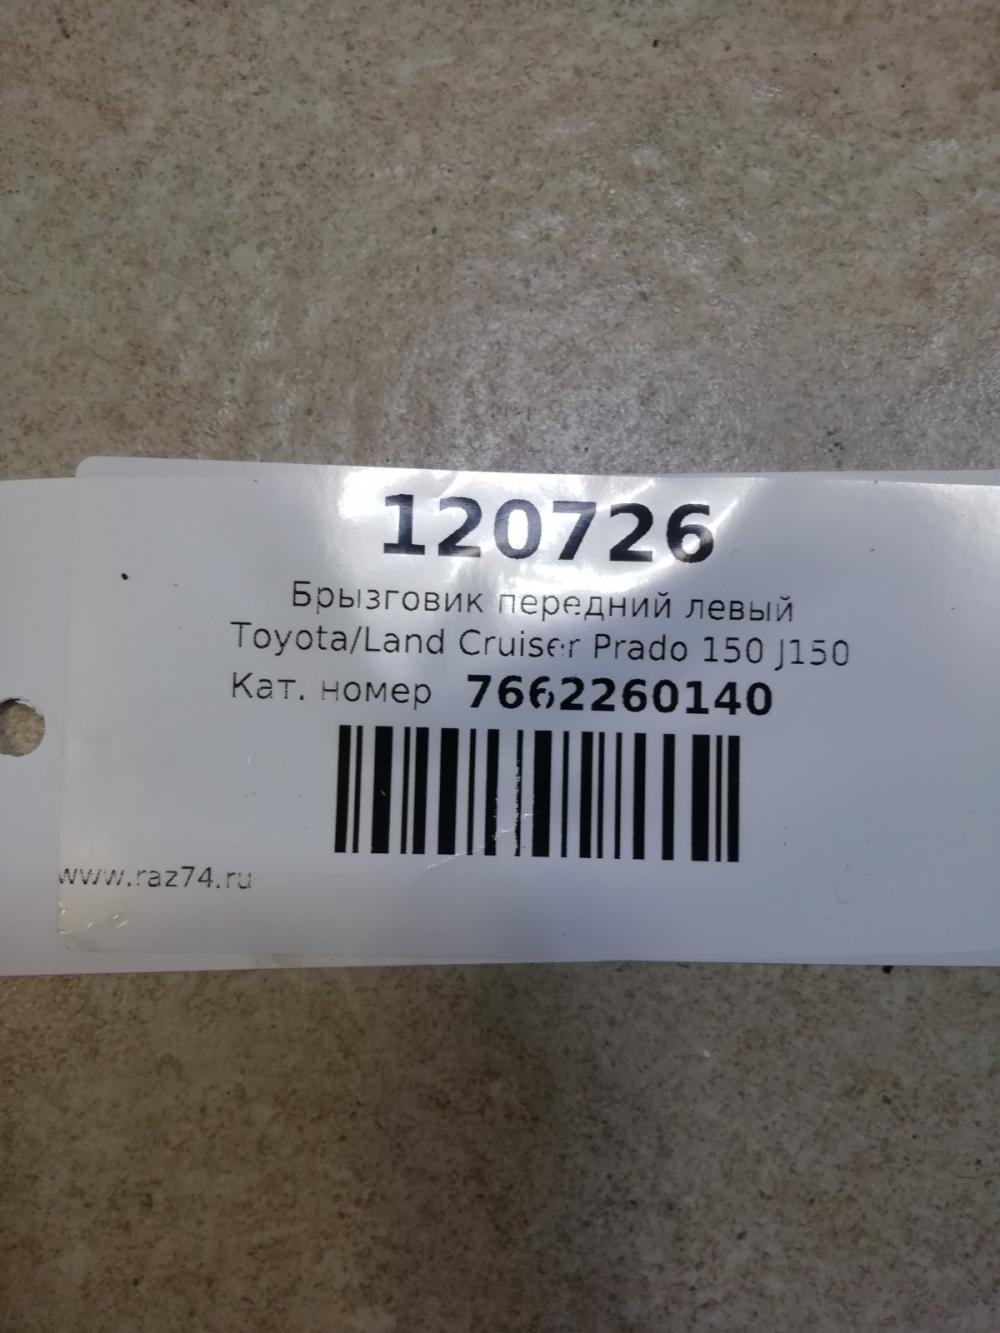 120726
Брызговик передний левый
Toyota/Land Cruiser Prado 150 J150
Кат. номер 7662260140
www.raz74.ru